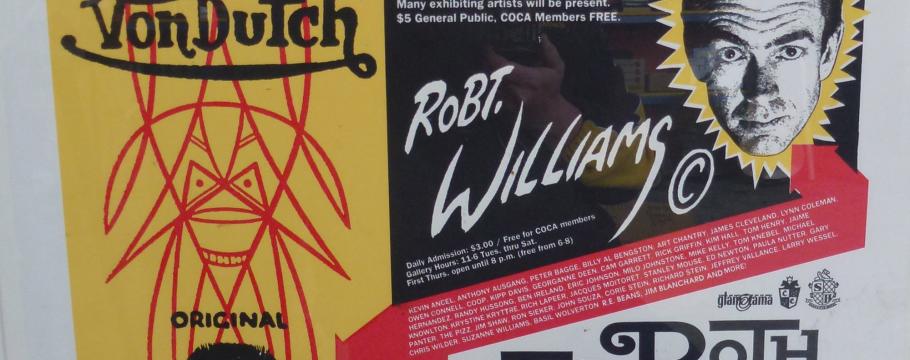 VonDutch
ORIGINAL
Many exhibiting artists will be present.
$5 General Public, COCA Members FREE.
RoBT.
WILLIAMS ©
Daily Admission: $3.00 / Free for COCA members
Gallery Hours: 11-6 Tues. thru Sat.
First Thurs. open until 8 p.m. (free from 6-8)
KEVIN ANCEL, ANTHONY AUSGANG, PETER BAGGE, BILLY AL BENGSTON, ART CHANTRY, JAMES CLEVELAND, LYNN COLEMAN,
OWEN CONNELL, COOP, KIPP DAVIS, GEORGANNE DEEN, CAM GARRETT, RICK GRIFFIN, KIM HALL, TOM HENRY, JAIME
HERNANDEZ, RANDY HUSSONG, BEN IRELAND, ERIC JOHNSON, MILO JOHNSTONE, MIKE KELLY, TOM KNEBEL, MICHAEL
KNOWLTON, KRYSTINE KRYTTRE, RICH LAPPER, JACQUES MOITORET, STANLEY MOUSE, ED NEWTON, PAULA NUTTER, GARY
PANTER, THE PIZZ, JIM SHAW, RON SIEKER, JOHN SOUZA, CORIE STEIN, RICHARD STEIN, JEFFREY VALLANCE, LARRY WESSEL,
CHRIS WILDER, SUZANNE WILLIAMS, BASIL WOLVERTON, R.E. BEANS, JIM BLANCHARD AND MORE!
glamorama
ROTH